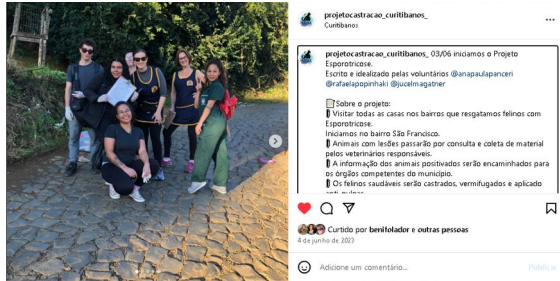 projetocastracao_curitibanos_
Curitibanos
projetocastracao_curitibanos_ 03/06 iniciamos o Projeto
Esporotricose.
Escrito e idealizado pelas voluntários @anapaulapanceri
@rafaelapopinhaki @jucelmagatner
Sobre o projeto:
Visitar todas as casas nos bairros que resgatamos felinos com
Esporotricose.
Iniciamos no bairro São Francisco.
Animais com lesões passarão por consulta e coleta de material
pelos veterinários responsáveis.
A informação dos animais positivados serão encaminhados para
os órgãos competentes do município.
Os felinos saudáveis serão castrados, vermifugados e aplicado
anti-pulgas
Curtido por benifolador e outras pessoas
4 de junho de 2023
Adicione um comentário...
Publicar